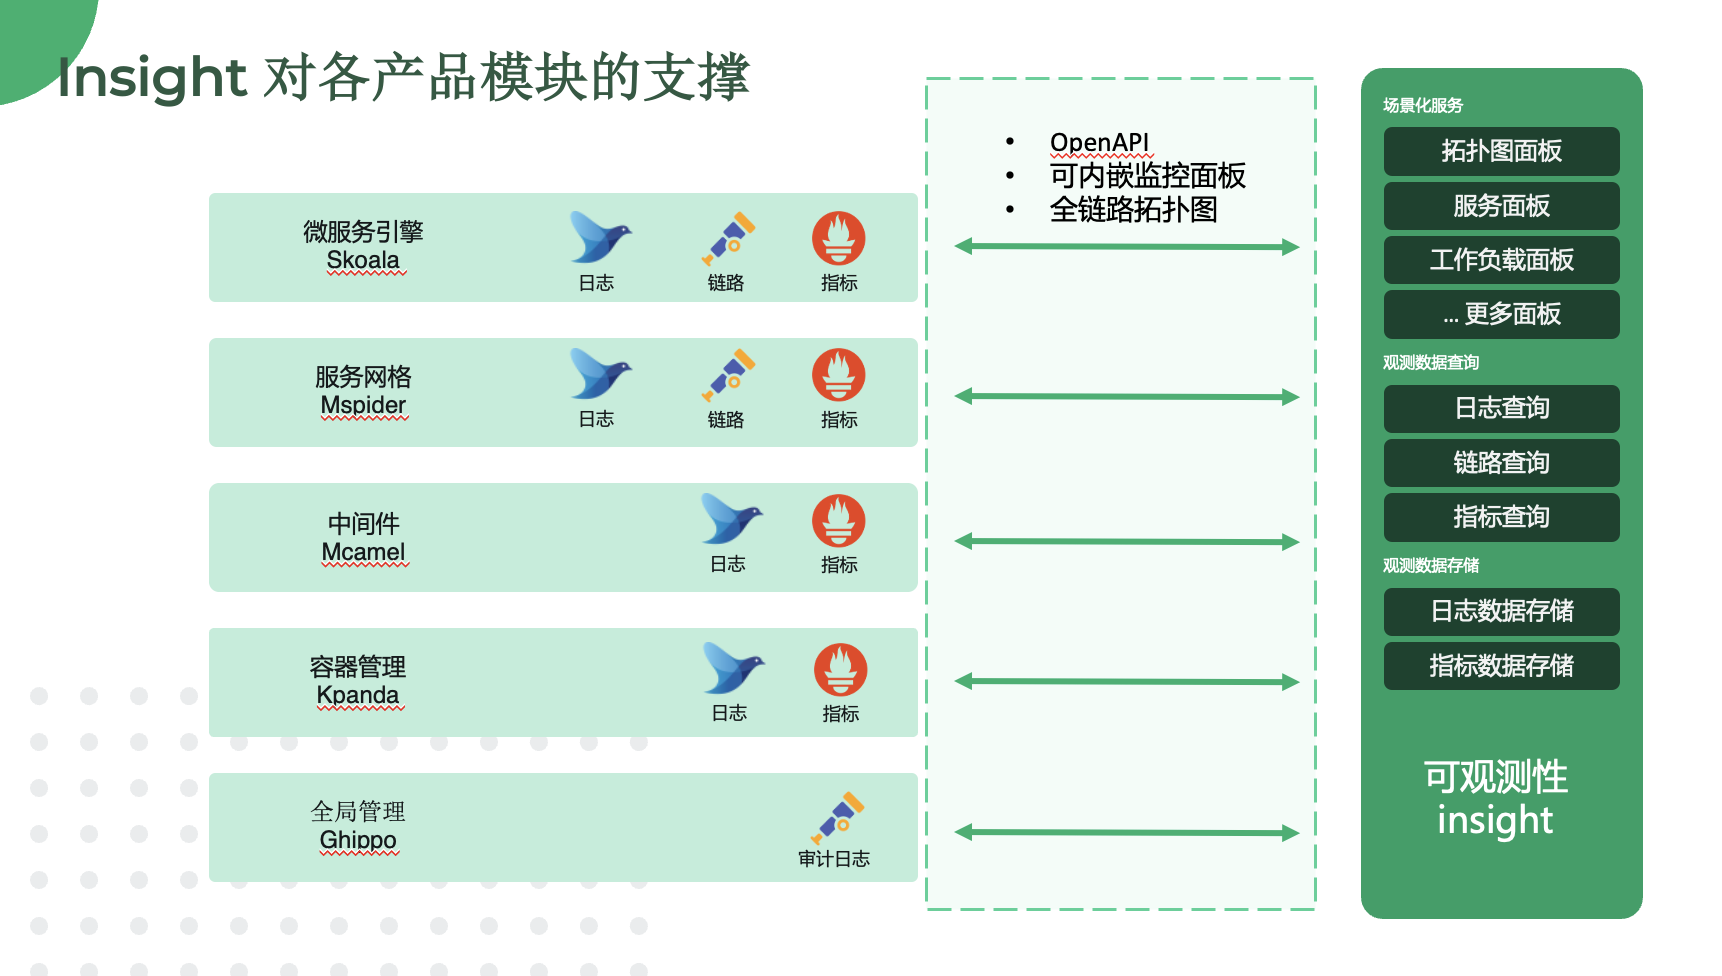 Insight 对各产品模块的支撑
微服务引擎
Skoala
日志
链路
指标
服务网格
Mspider
日志
链路
指标
中间件
Mcamel
日志
指标
容器管理
Kpanda
日志
指标
全局管理
Ghippo
审计日志
• OpenAPI
• 可内嵌监控面板
• 全链路拓扑图
场景化服务
拓扑图面板
服务面板
工作负载面板
... 更多面板
观测数据查询
日志查询
链路查询
指标查询
观测数据存储
日志数据存储
指标数据存储
可观测性
insight